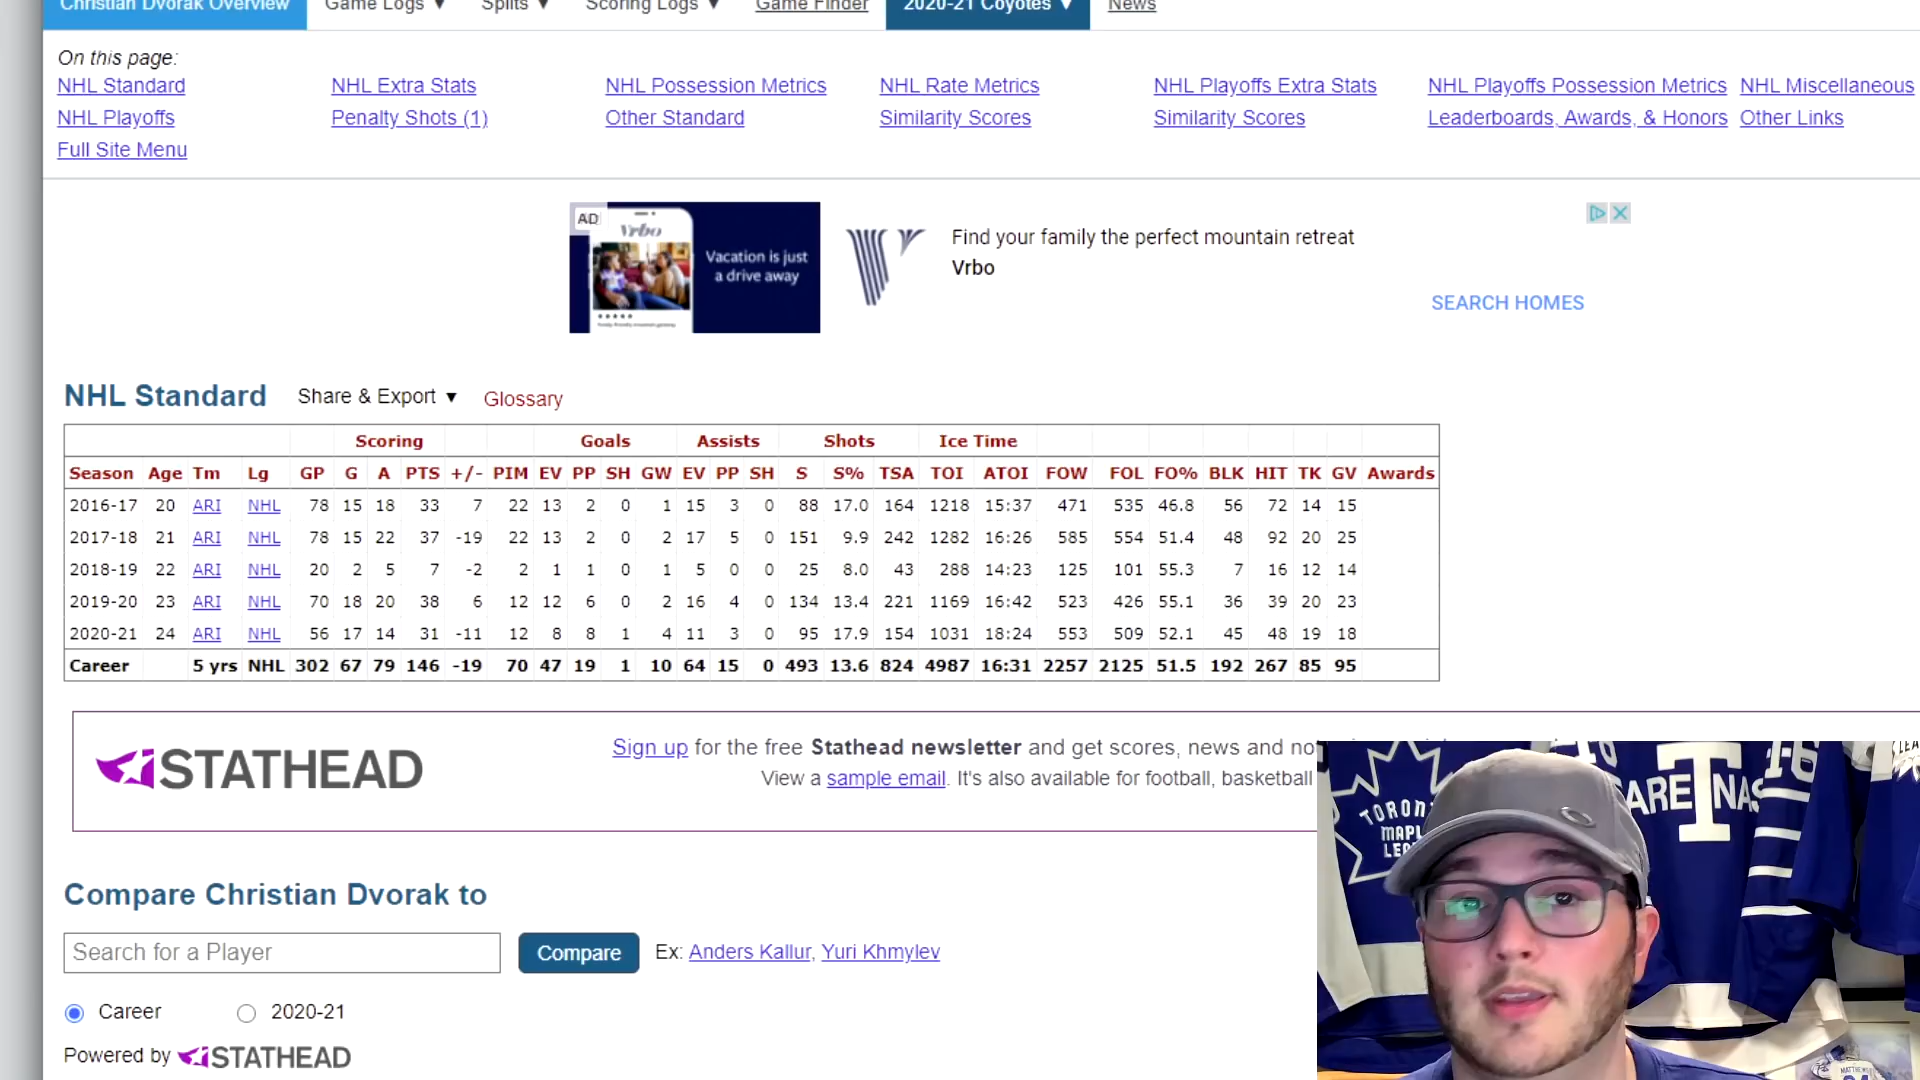 Christian Dvorak Overview Game Logs ▼ Splits ▼ Scoring Logs ▼ Game Finder 2020-21 Coyotes ▼ News
On this page:
NHL Standard NHL Extra Stats NHL Possession Metrics NHL Rate Metrics NHL Playoffs Extra Stats NHL Playoffs Possession Metrics NHL Miscellaneous
NHL Playoffs Penalty Shots (1) Other Standard Similarity Scores Similarity Scores Leaderboards, Awards, & Honors Other Links
Full Site Menu
AD
Vrbo
Vacation is just
a drive away
Find your family the perfect mountain retreat
Vrbo
SEARCH HOMES
NHL Standard Share & Export ▼ Glossary
Scoring Goals Assists Shots Ice Time
Season Age Tm Lg GP G A PTS +/- PIM EV PP SH GW EV PP SH S S% TSA TOI ATOI FOW FOL FO% BLK HIT TK GV Awards
2016-17 20 ARI NHL 78 15 18 33 7 22 13 2 0 1 15 3 0 88 17.0 164 1218 15:37 471 535 46.8 56 72 14 15
2017-18 21 ARI NHL 78 15 22 37 -19 22 13 2 0 2 17 5 0 151 9.9 242 1282 16:26 585 554 51.4 48 92 20 25
2018-19 22 ARI NHL 20 2 5 7 -2 2 1 1 0 1 5 0 0 25 8.0 43 288 14:23 125 101 55.3 7 16 12 14
2019-20 23 ARI NHL 70 18 20 38 6 12 12 6 0 2 16 4 0 134 13.4 221 1169 16:42 523 426 55.1 36 39 20 23
2020-21 24 ARI NHL 56 17 14 31 -11 12 8 8 1 4 11 3 0 95 17.9 154 1031 18:24 553 509 52.1 45 48 19 18
Career 5 yrs NHL 302 67 79 146 -19 70 47 19 1 10 64 15 0 493 13.6 824 4987 16:31 2257 2125 51.5 192 267 85 95
STATHEAD
Sign up for the free Stathead newsletter and get scores, news and no
View a sample email. It's also available for football, basketball
TORON
MAPL
LEA
ARENAS
T
16
Compare Christian Dvorak to
Search for a Player Compare Ex: Anders Kallur, Yuri Khmylev
Career 2020-21
Powered by STATHEAD